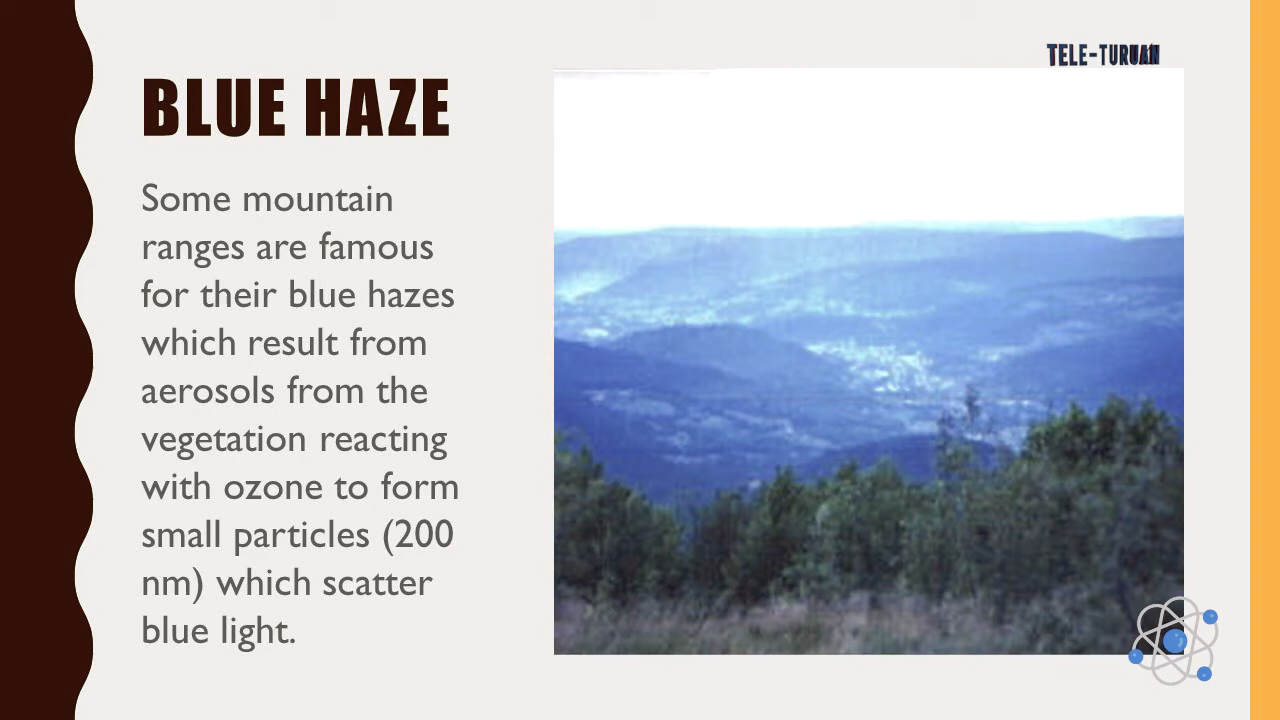 TELE-TURUAN
BLUE HAZE
Some mountain
ranges are famous
for their blue hazes
which result from
aerosols from the
vegetation reacting
with ozone to form
small particles (200
nm) which scatter
blue light.